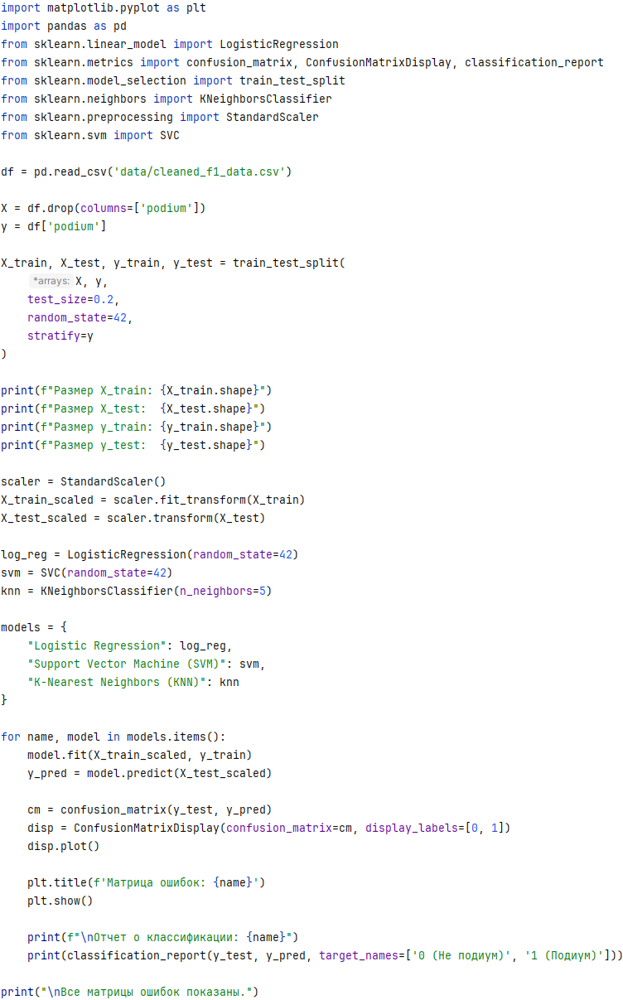 import matplotlib.pyplot as plt
import pandas as pd
from sklearn.linear_model import LogisticRegression
from sklearn.metrics import confusion_matrix, ConfusionMatrixDisplay, classification_report
from sklearn.model_selection import train_test_split
from sklearn.neighbors import KNeighborsClassifier
from sklearn.preprocessing import StandardScaler
from sklearn.svm import SVC

df = pd.read_csv('data/cleaned_f1_data.csv')

X = df.drop(columns=['podium'])
y = df['podium']

X_train, X_test, y_train, y_test = train_test_split(
    *arrays: X, y,
    test_size=0.2,
    random_state=42,
    stratify=y
)

print(f"Размер X_train: {X_train.shape}")
print(f"Размер X_test:  {X_test.shape}")
print(f"Размер y_train: {y_train.shape}")
print(f"Размер y_test:  {y_test.shape}")

scaler = StandardScaler()
X_train_scaled = scaler.fit_transform(X_train)
X_test_scaled = scaler.transform(X_test)

log_reg = LogisticRegression(random_state=42)
svm = SVC(random_state=42)
knn = KNeighborsClassifier(n_neighbors=5)

models = {
    "Logistic Regression": log_reg,
    "Support Vector Machine (SVM)": svm,
    "K-Nearest Neighbors (KNN)": knn
}

for name, model in models.items():
    model.fit(X_train_scaled, y_train)
    y_pred = model.predict(X_test_scaled)

    cm = confusion_matrix(y_test, y_pred)
    disp = ConfusionMatrixDisplay(confusion_matrix=cm, display_labels=[0, 1])
    disp.plot()

    plt.title(f'Матрица ошибок: {name}')
    plt.show()

    print(f"\nОтчет о классификации: {name}")
    print(classification_report(y_test, y_pred, target_names=['0 (Не подиум)', '1 (Подиум)']))

print("\nВсе матрицы ошибок показаны.")